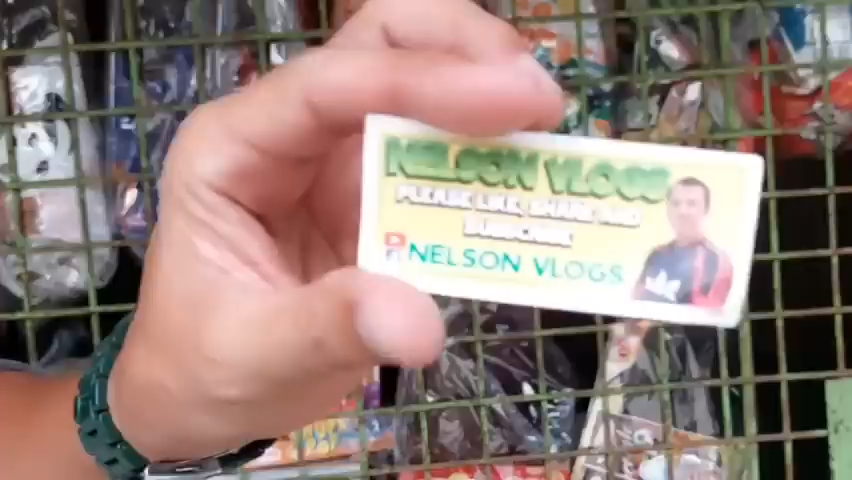 NELSON VLOGS
PLEASE LIKE, SHARE AND
SUBSCRIBE
NELSON VLOGS